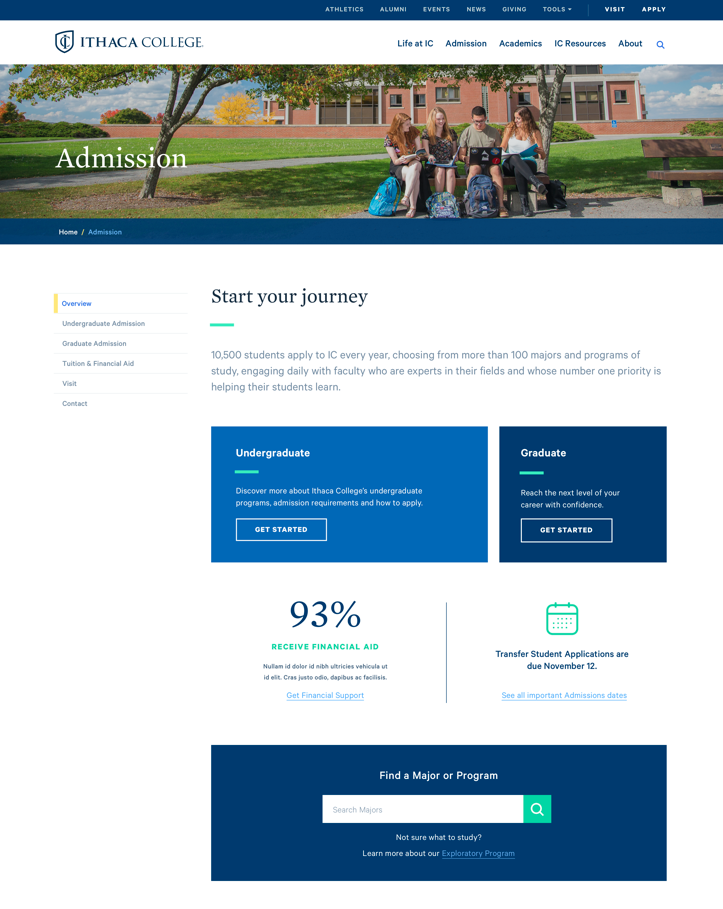 ATHLETICS ALUMNI EVENTS NEWS GIVING TOOLS VISIT APPLY
ITHACA COLLEGE
Life at IC Admission Academics IC Resources About
Admission
Home / Admission
Overview
Undergraduate Admission
Graduate Admission
Tuition & Financial Aid
Visit
Contact
Start your journey
10,500 students apply to IC every year, choosing from more than 100 majors and programs of
study, engaging daily with faculty who are experts in their fields and whose number one priority is
helping their students learn.
Undergraduate
Discover more about Ithaca College's undergraduate
programs, admission requirements and how to apply.
GET STARTED
Graduate
Reach the next level of your
career with confidence.
GET STARTED
93%
RECEIVE FINANCIAL AID
Nullam id dolor id nibh ultricies vehicula ut
id elit. Cras justo odio, dapibus ac facilisis.
Get Financial Support
Transfer Student Applications are
due November 12.
See all important Admissions dates
Find a Major or Program
Search Majors
Not sure what to study?
Learn more about our Exploratory Program